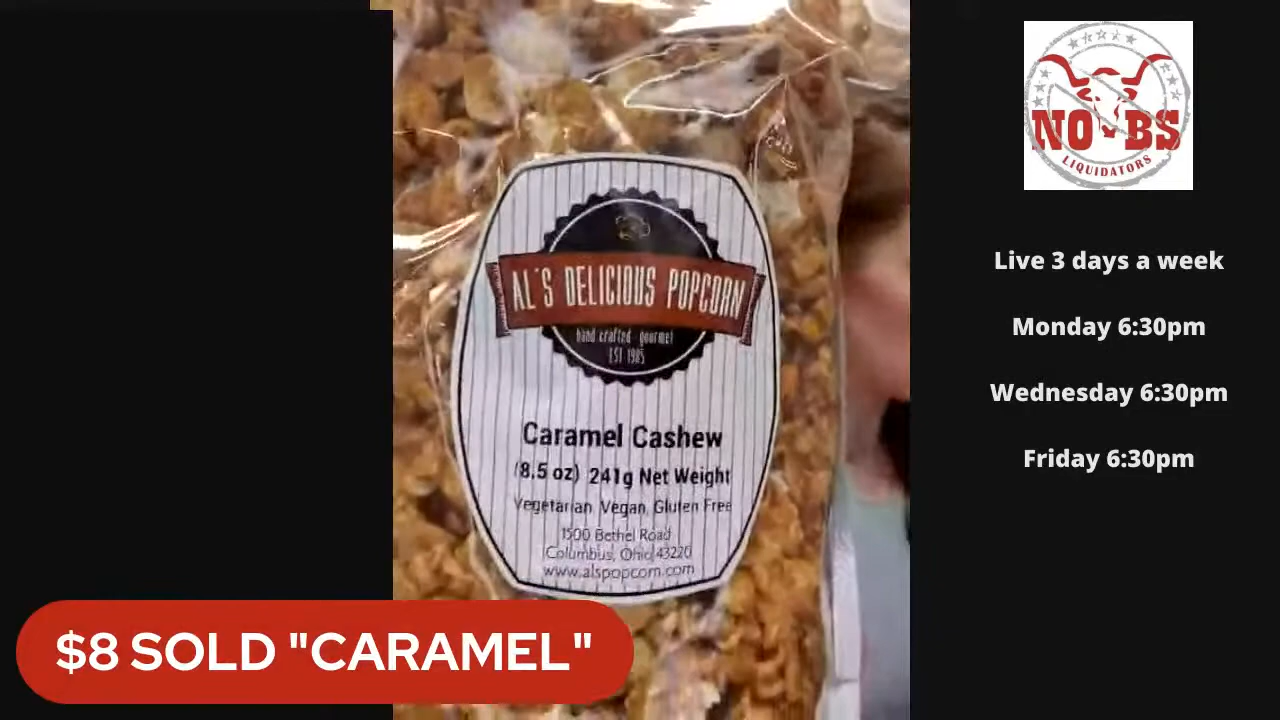 NO BS
LIQUIDATORS
Live 3 days a week
Monday 6:30pm
Wednesday 6:30pm
Friday 6:30pm
AL'S DELICIOUS POPCORN
hand crafted gourmet
EST 1985
Caramel Cashew
(8.5 oz) 241g Net Weight
Vegetarian, Vegan, Gluten Free
1500 Bethel Road
Columbus, Ohio 43220
www.alspopcorn.com
$8 SOLD "CARAMEL"